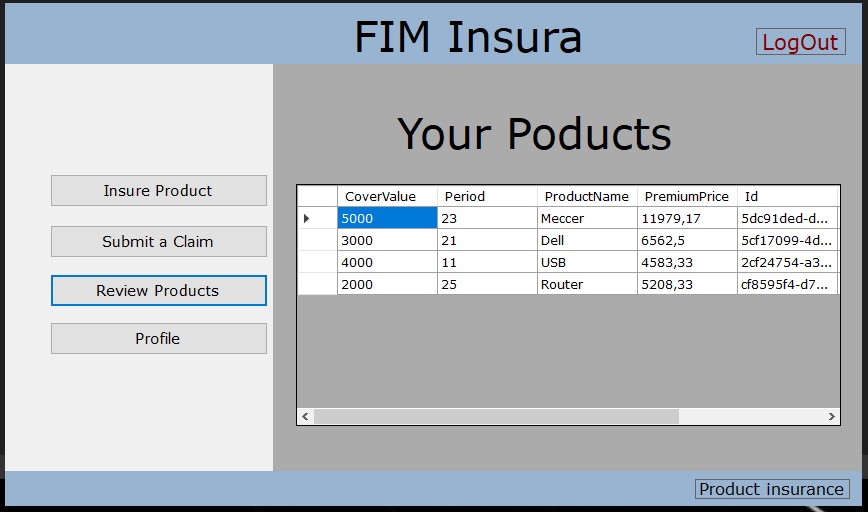 FIM Insura
LogOut
Your Poducts
Insure Product
Submit a Claim
Review Products
Profile
CoverValue Period ProductName PremiumPrice Id
5000 23 Meccer 11979,17 5dc91ded-d...
3000 21 Dell 6562,5 5cf17099-4d...
4000 11 USB 4583,33 2cf24754-a3...
2000 25 Router 5208,33 cf8595f4-d7...
Product insurance